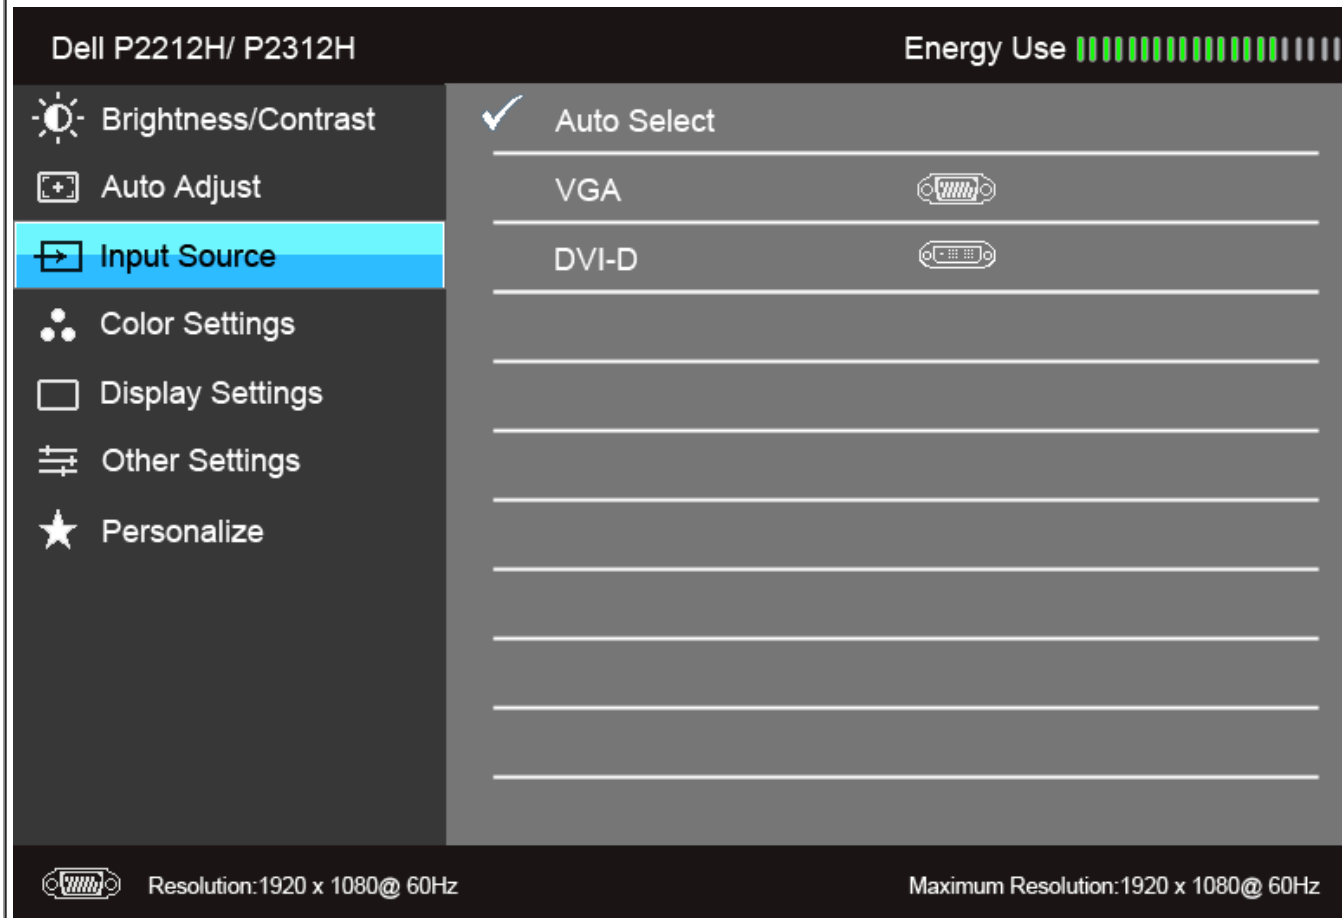 Dell P2212H/ P2312H
Energy Use
Brightness/Contrast
Auto Adjust
Input Source
Color Settings
Display Settings
Other Settings
Personalize
Auto Select
VGA
DVI-D
Resolution:1920 x 1080@ 60Hz
Maximum Resolution:1920 x 1080@ 60Hz